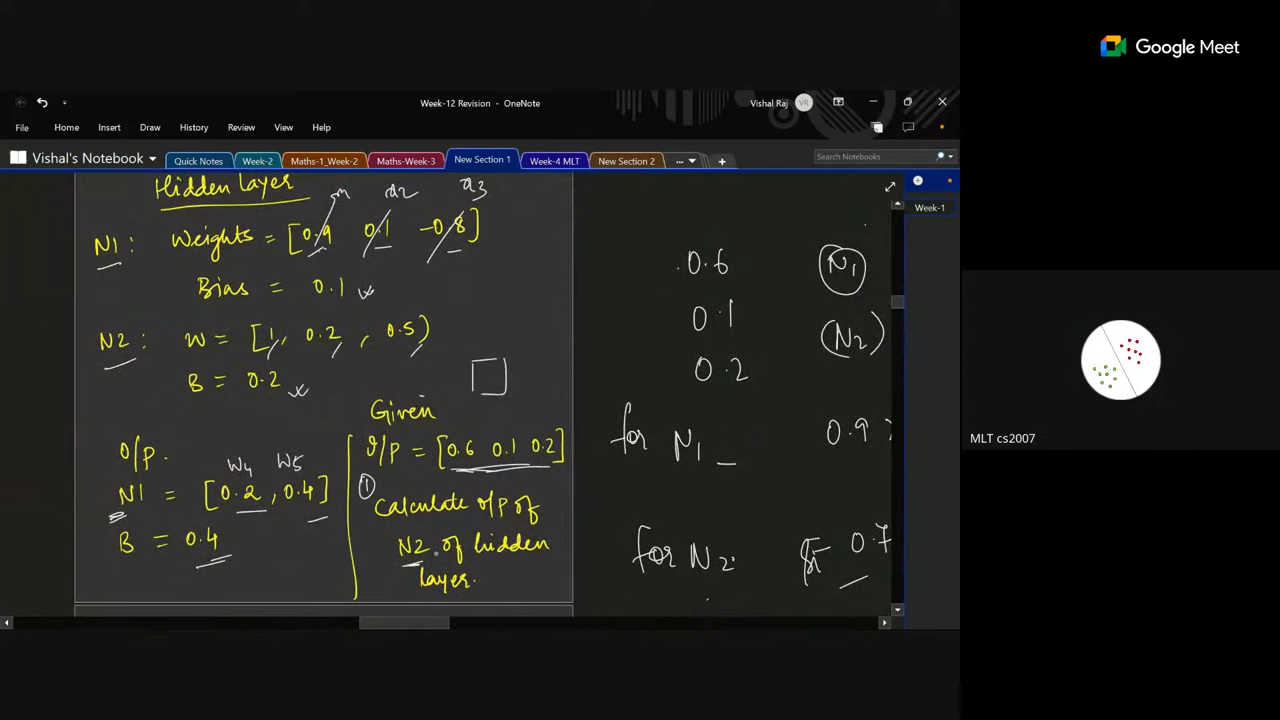 Google Meet
Week-12 Revision - OneNote
Vishal Raj VR
File Home Insert Draw History Review View Help
Vishal's Notebook
Quick Notes Week-2 Maths-1_Week-2 Maths-Week-3 New Section 1 Week-4 MLT New Section 2 ...
Search Notebooks
Week-1
Hidden Layer
x2 x3
N1 : Weights = [0.9 0.1 -0.8]
Bias = 0.1
N2 : W = [1, 0.2, 0.5)
B = 0.2
O/P.
W4 W5
N1 = [0.2, 0.4]
B = 0.4
Given
I/P = [0.6 0.1 0.2]
① Calculate O/P of
N2 of hidden
layer.
0.6 N1
0.1 (N2)
0.2
for N1 0.9
for N2 0.7
MLT cs2007